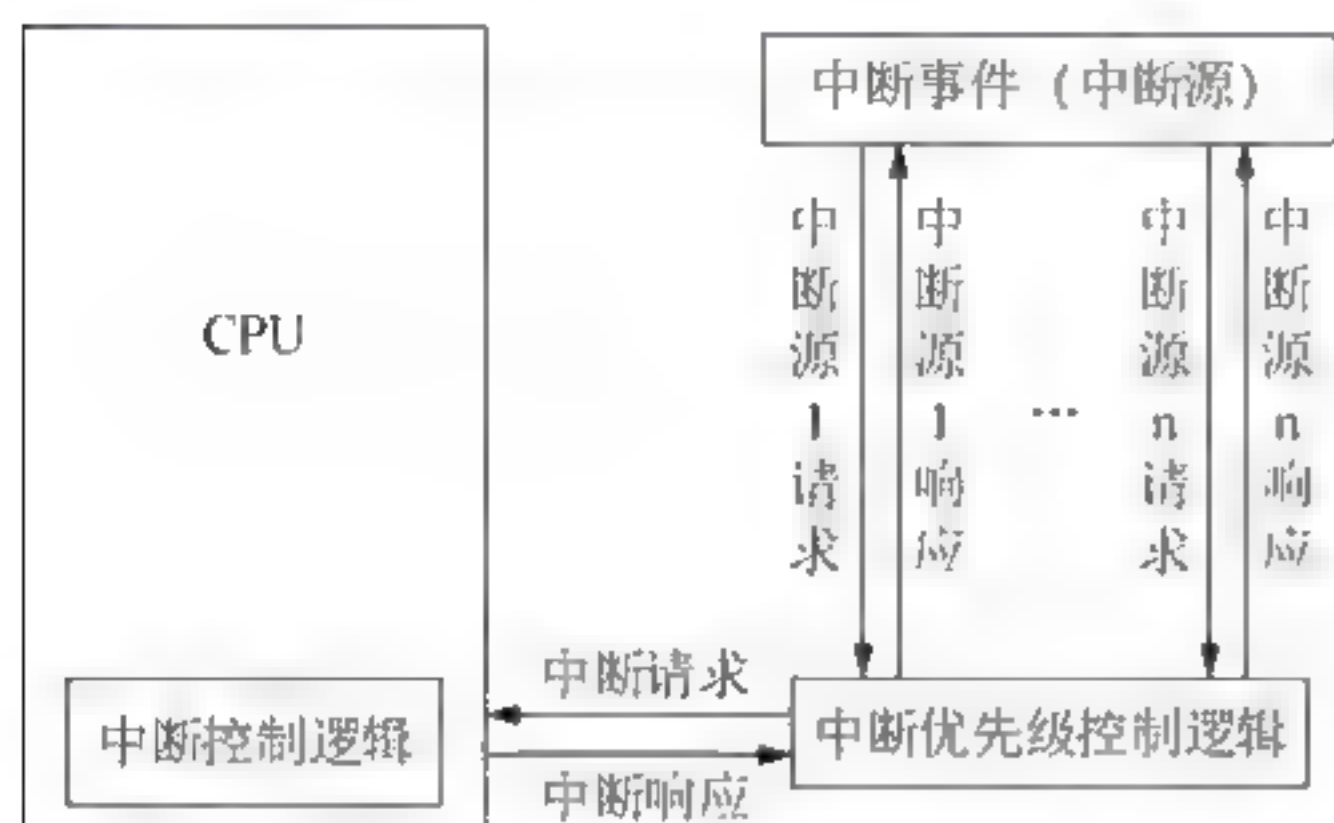 中断事件（中断源）
中断源1请求
中断源1响应
…
中断源n请求
中断源n响应
CPU
中断请求
中断控制逻辑
中断优先级控制逻辑
中断响应